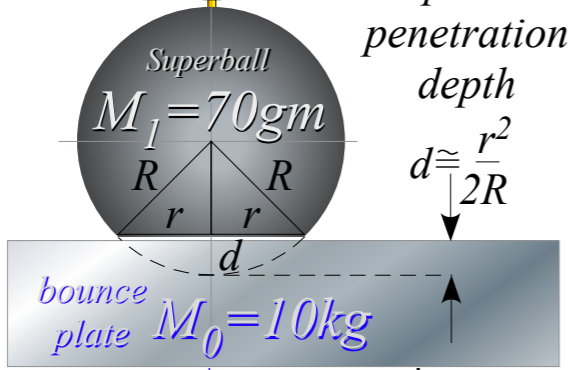 penetration
depth
d≅ r²/2R
Superball
M₁=70gm
R R
r r
d
bounce
plate M₀=10kg